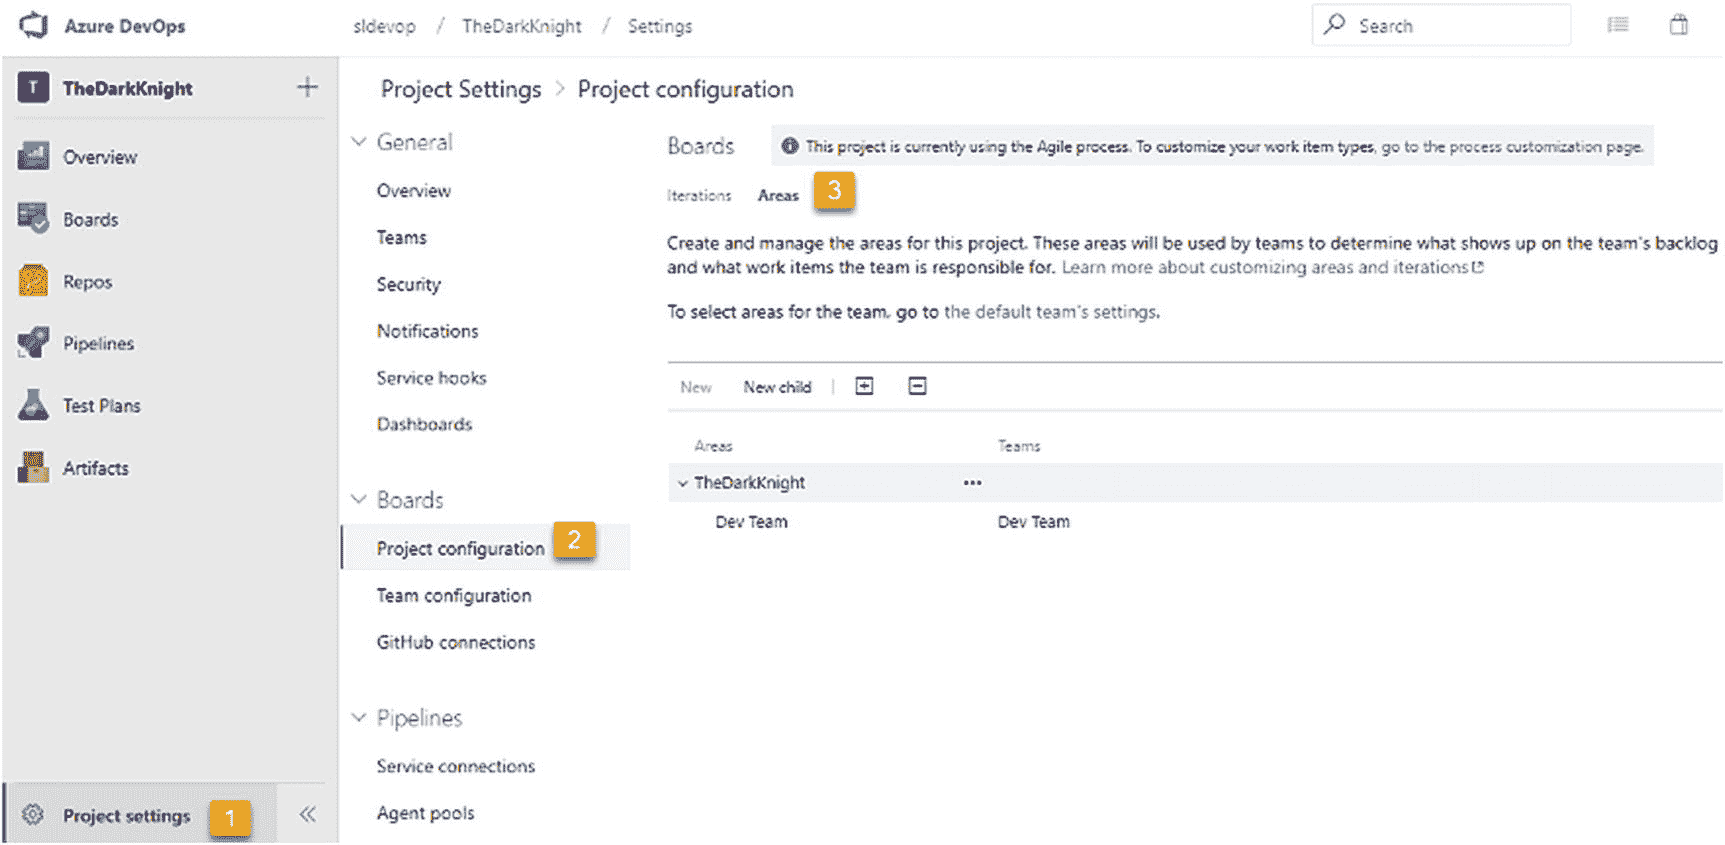 Azure DevOps
sldevop / TheDarkKnight / Settings
Search
T TheDarkKnight
Overview
Boards
Repos
Pipelines
Test Plans
Artifacts
Project settings 1
Project Settings > Project configuration
General
Overview
Teams
Security
Notifications
Service hooks
Dashboards
Boards
Project configuration 2
Team configuration
GitHub connections
Pipelines
Service connections
Agent pools
Boards
This project is currently using the Agile process. To customize your work item types, go to the process customization page.
Iterations Areas 3
Create and manage the areas for this project. These areas will be used by teams to determine what shows up on the team's backlog
and what work items the team is responsible for. Learn more about customizing areas and iterations
To select areas for the team, go to the default team's settings.
New New child
Areas Teams
TheDarkKnight ...
Dev Team Dev Team